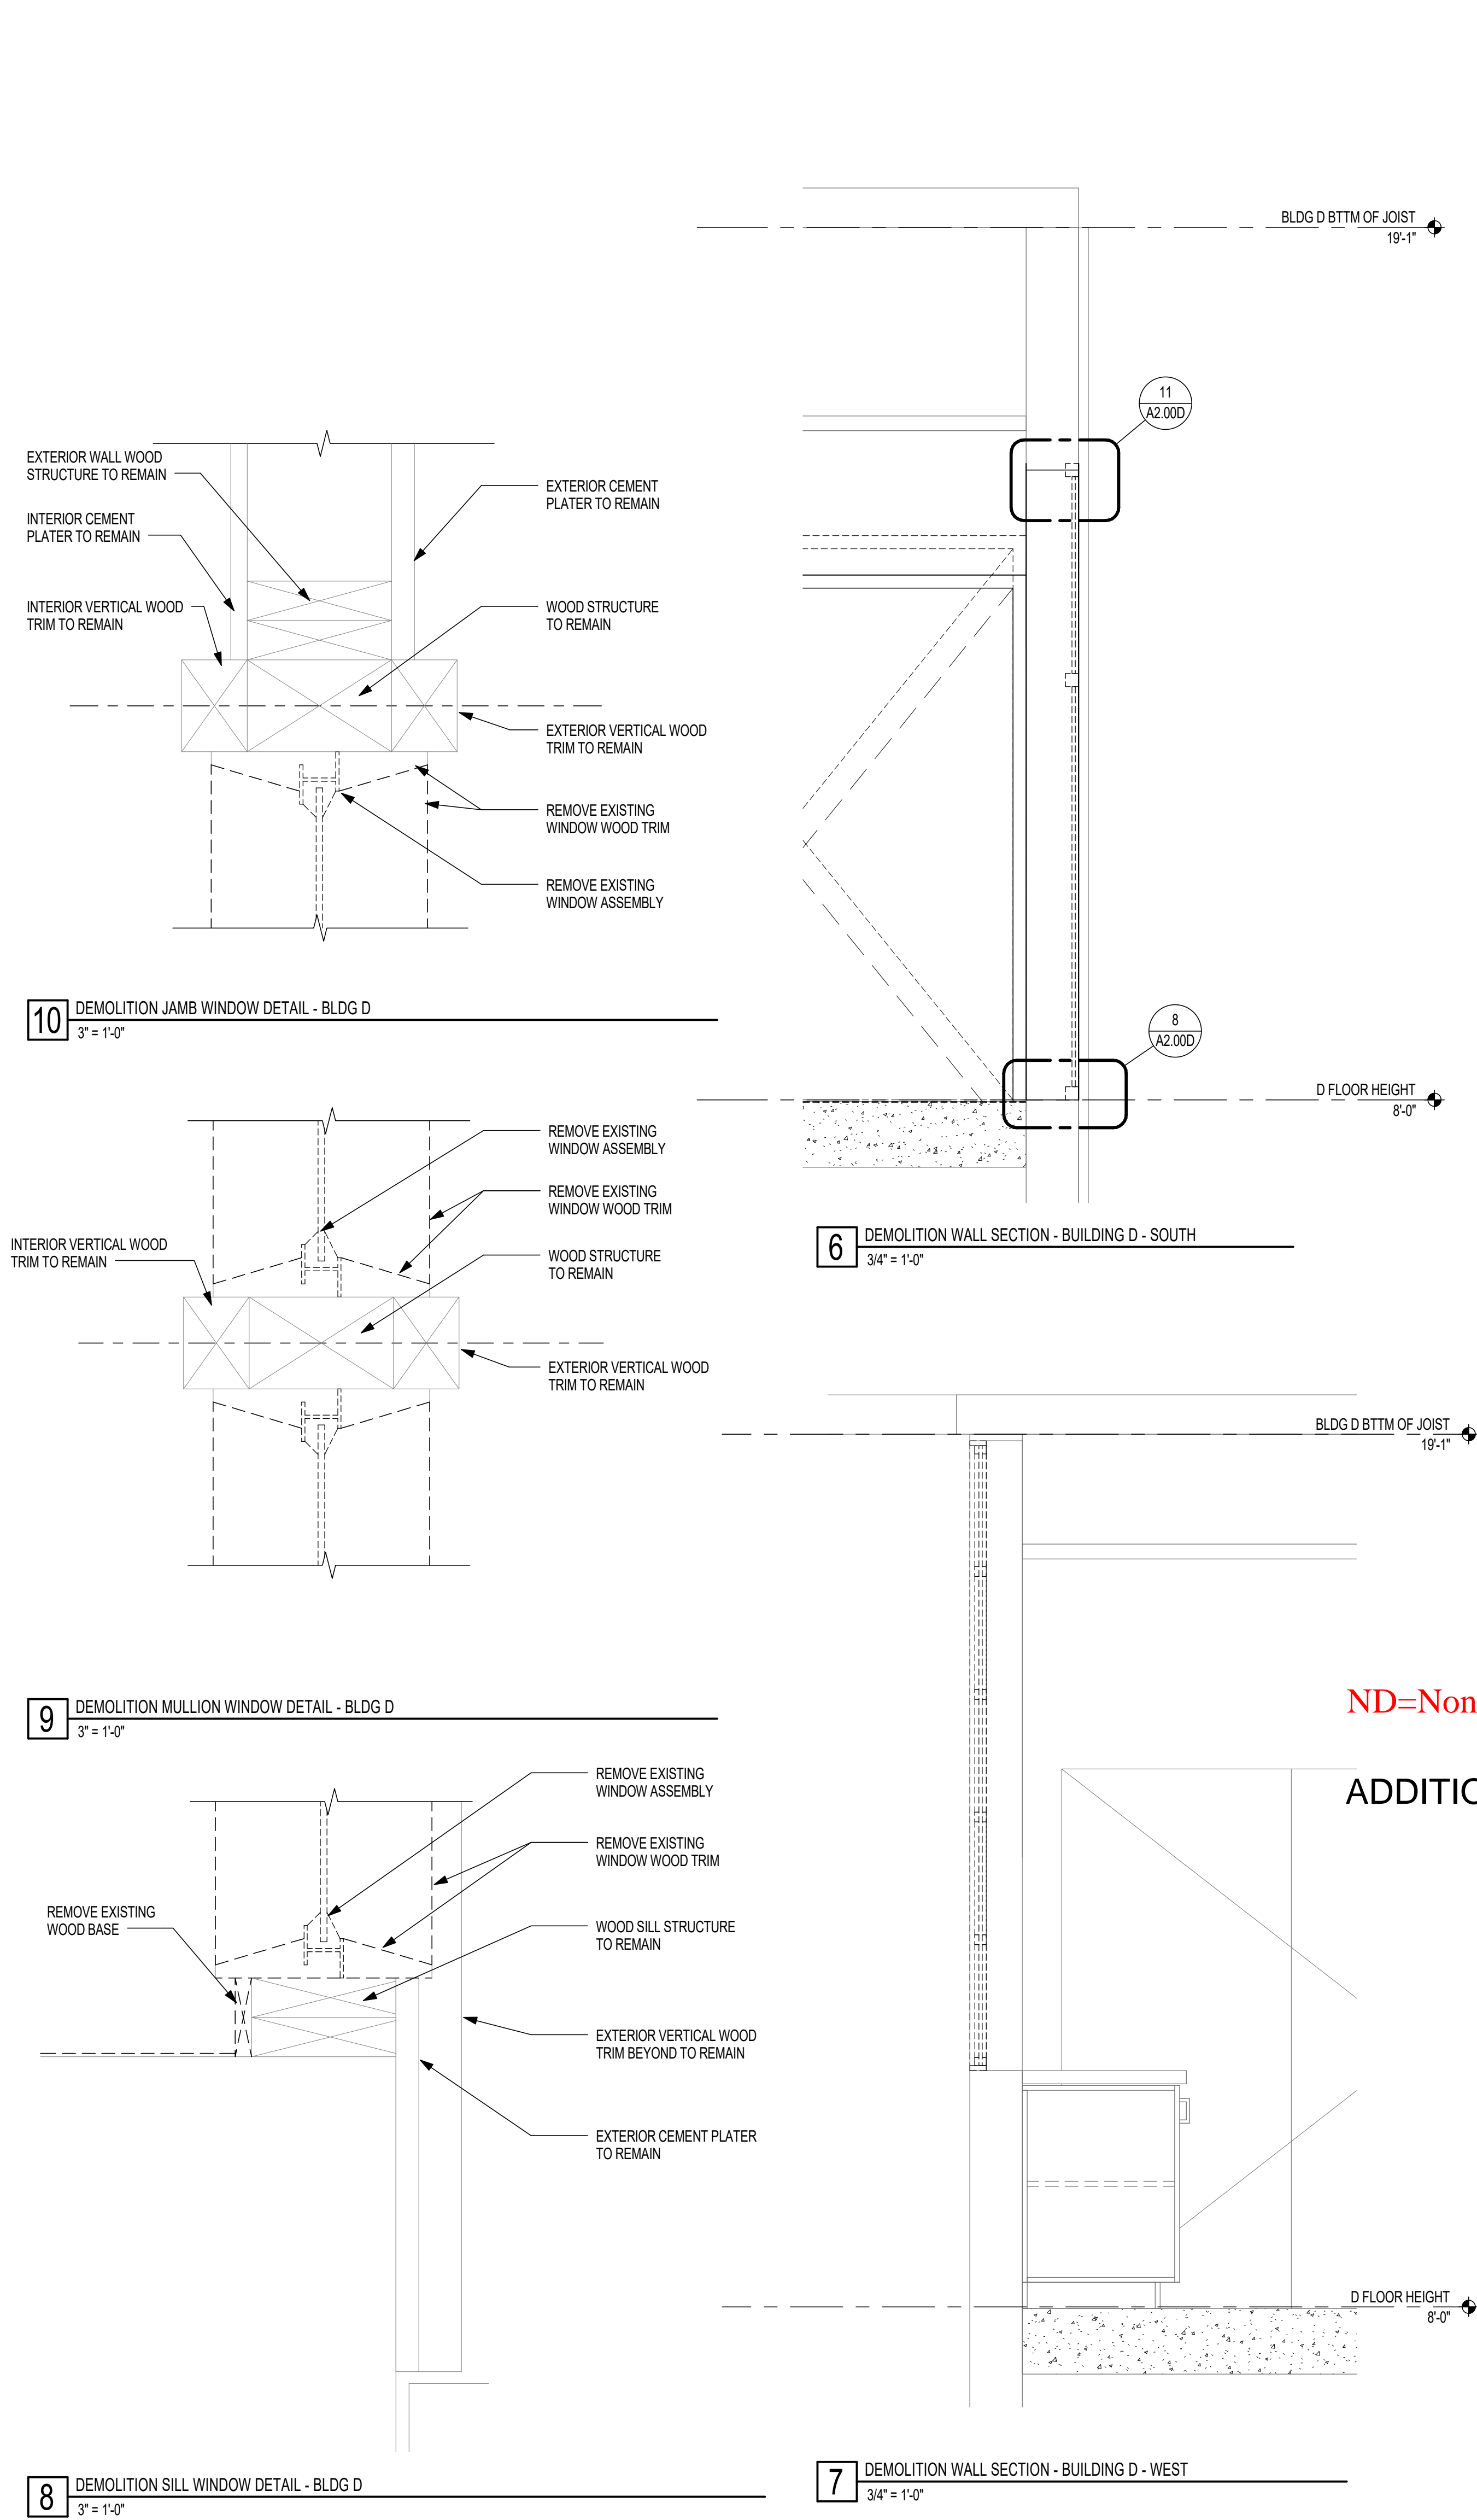 BLDG D BTTM OF JOIST
19'-1"
11
A2.00D
8
A2.00D
D FLOOR HEIGHT
8'-0"
6
DEMOLITION WALL SECTION - BUILDING D - SOUTH
3/4" = 1'-0"
EXTERIOR WALL WOOD
STRUCTURE TO REMAIN
INTERIOR CEMENT
PLATER TO REMAIN
INTERIOR VERTICAL WOOD
TRIM TO REMAIN
EXTERIOR CEMENT
PLATER TO REMAIN
WOOD STRUCTURE
TO REMAIN
EXTERIOR VERTICAL WOOD
TRIM TO REMAIN
REMOVE EXISTING
WINDOW WOOD TRIM
REMOVE EXISTING
WINDOW ASSEMBLY
10
DEMOLITION JAMB WINDOW DETAIL - BLDG D
3" = 1'-0"
REMOVE EXISTING
WINDOW ASSEMBLY
REMOVE EXISTING
WINDOW WOOD TRIM
INTERIOR VERTICAL WOOD
TRIM TO REMAIN
WOOD STRUCTURE
TO REMAIN
EXTERIOR VERTICAL WOOD
TRIM TO REMAIN
9
DEMOLITION MULLION WINDOW DETAIL - BLDG D
3" = 1'-0"
BLDG D BTTM OF JOIST
19'-1"
ND=Non
ADDITIO
D FLOOR HEIGHT
8'-0"
7
DEMOLITION WALL SECTION - BUILDING D - WEST
3/4" = 1'-0"
REMOVE EXISTING
WINDOW ASSEMBLY
REMOVE EXISTING
WINDOW WOOD TRIM
REMOVE EXISTING
WOOD BASE
WOOD SILL STRUCTURE
TO REMAIN
EXTERIOR VERTICAL WOOD
TRIM BEYOND TO REMAIN
EXTERIOR CEMENT PLATER
TO REMAIN
8
DEMOLITION SILL WINDOW DETAIL - BLDG D
3" = 1'-0"